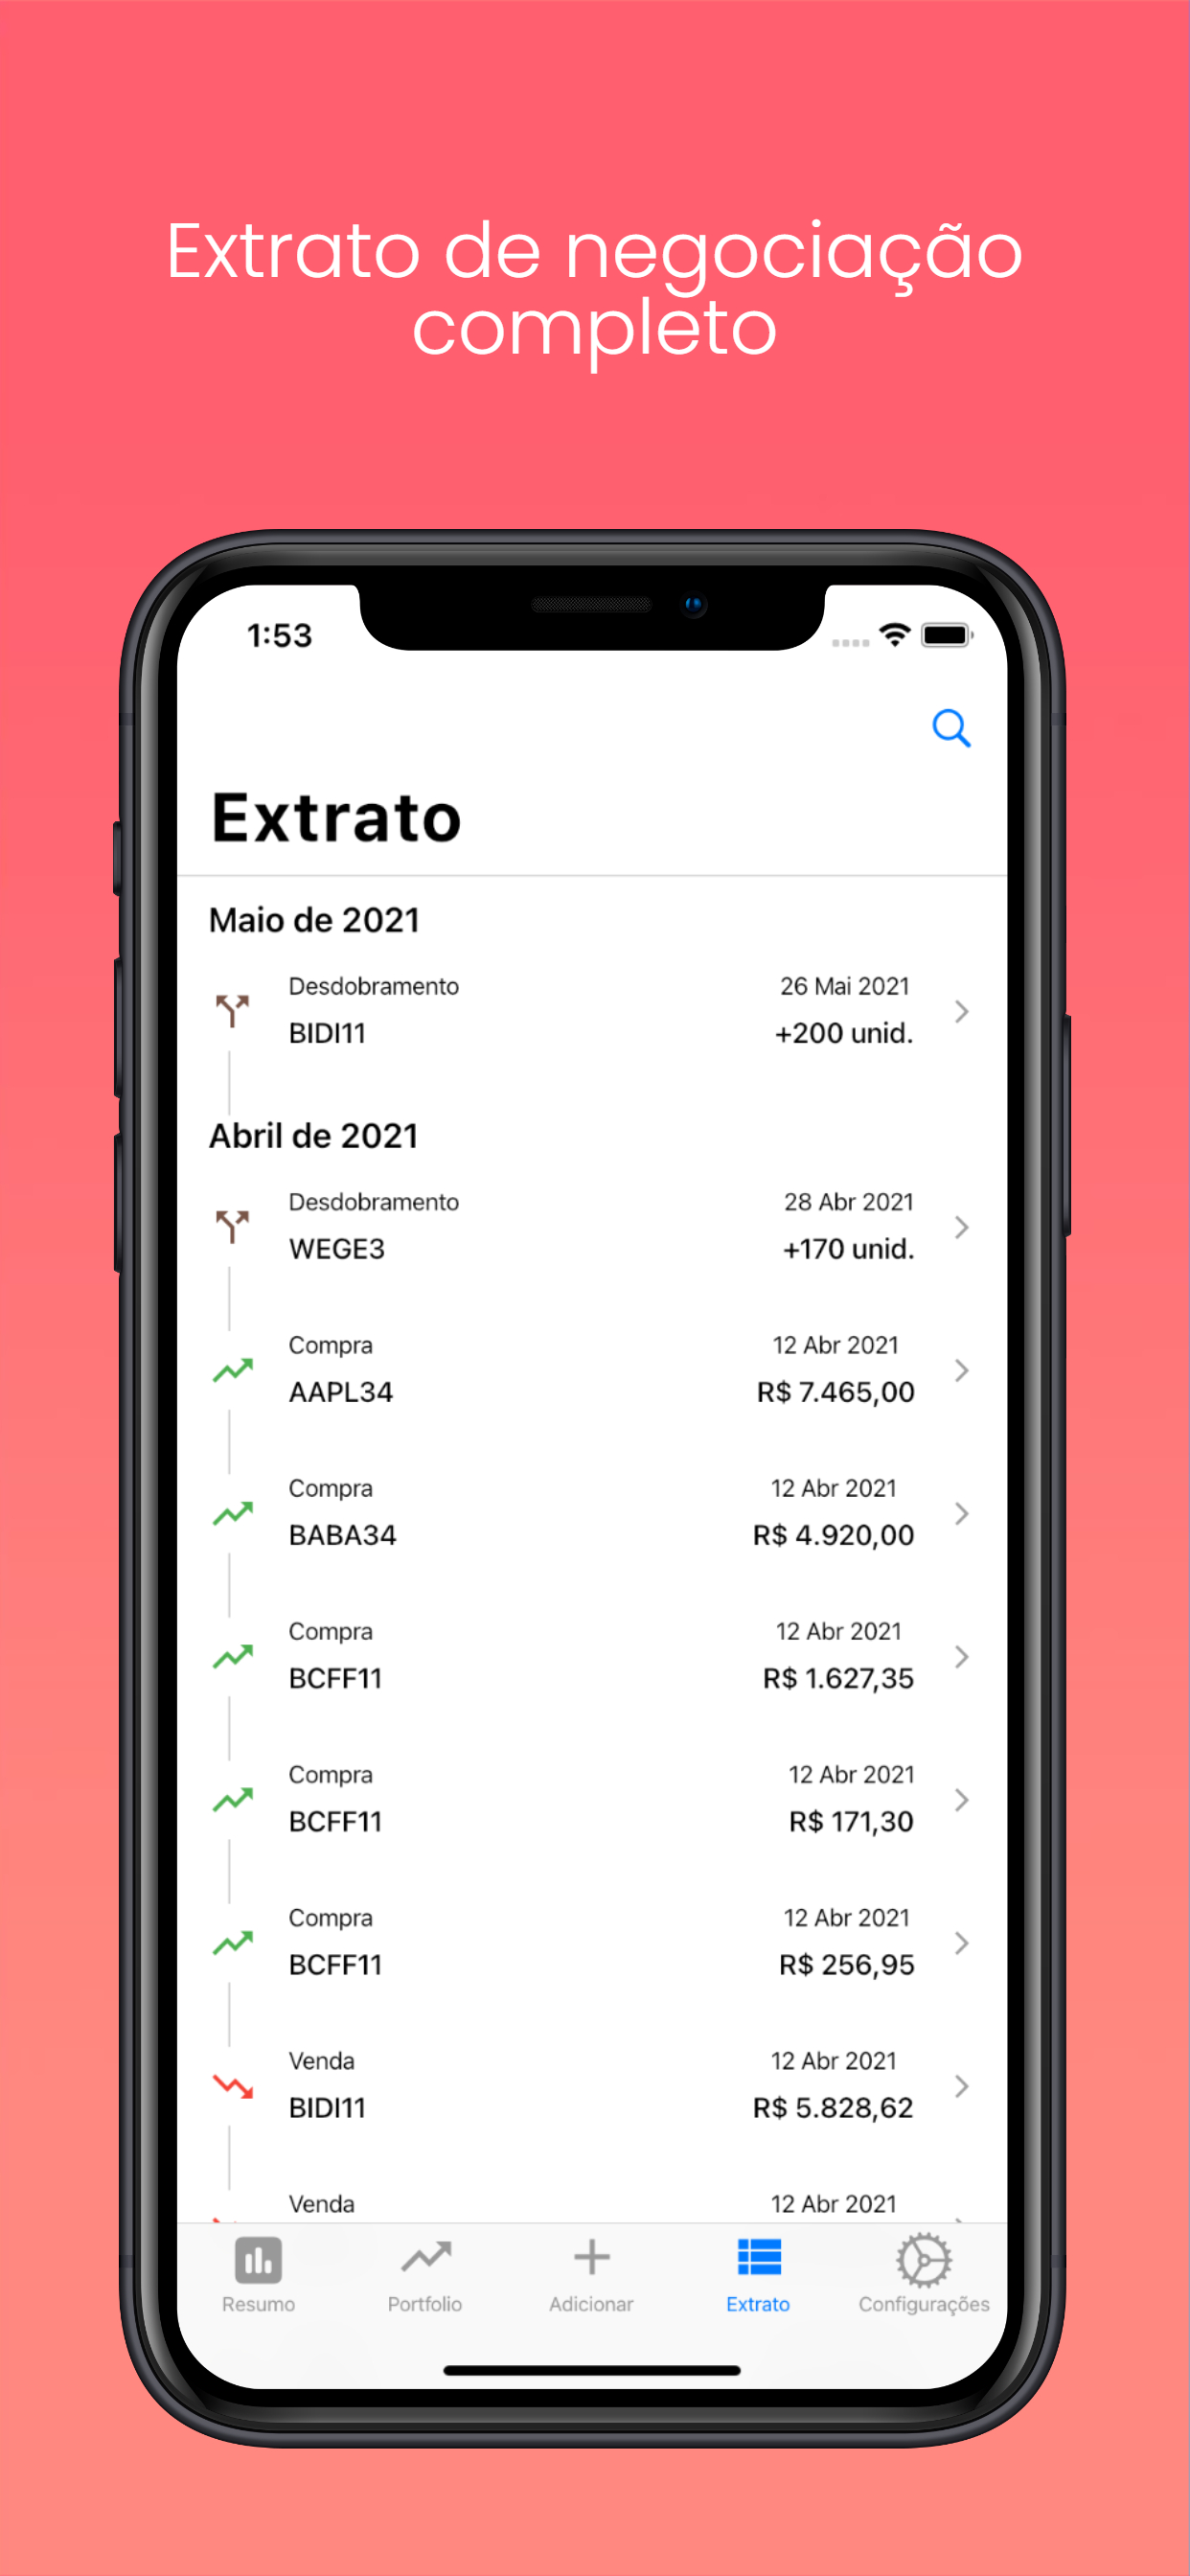 Extrato de negociação
completo
1:53
Extrato
Maio de 2021
Desdobramento 26 Mai 2021
BIDI11 +200 unid.
Abril de 2021
Desdobramento 28 Abr 2021
WEGE3 +170 unid.
Compra 12 Abr 2021
AAPL34 R$ 7.465,00
Compra 12 Abr 2021
BABA34 R$ 4.920,00
Compra 12 Abr 2021
BCFF11 R$ 1.627,35
Compra 12 Abr 2021
BCFF11 R$ 171,30
Compra 12 Abr 2021
BCFF11 R$ 256,95
Venda 12 Abr 2021
BIDI11 R$ 5.828,62
Venda 12 Abr 2021
Resumo Portfolio Adicionar Extrato Configurações